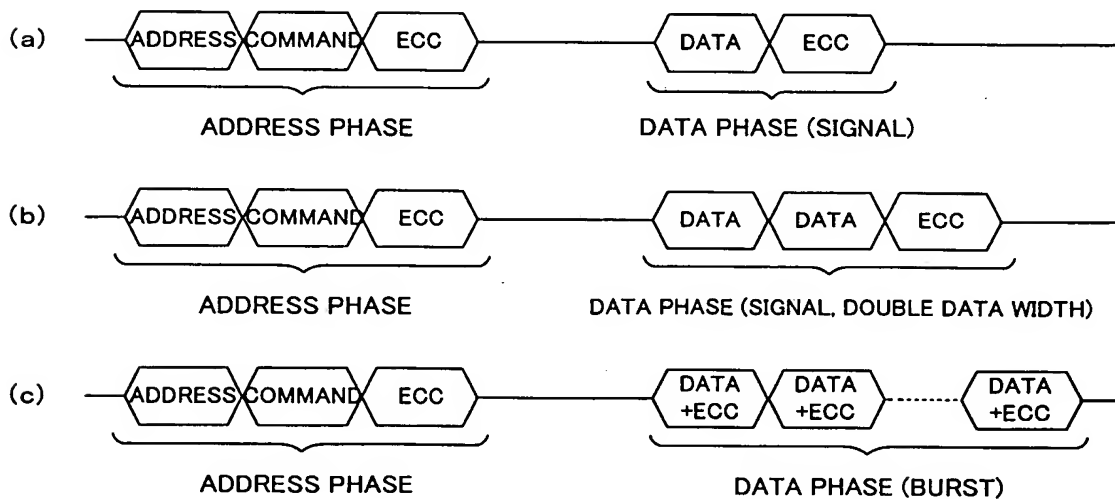 (a) ADDRESS COMMAND ECC DATA ECC
ADDRESS PHASE DATA PHASE (SIGNAL)
(b) ADDRESS COMMAND ECC DATA DATA ECC
ADDRESS PHASE DATA PHASE (SIGNAL, DOUBLE DATA WIDTH)
(c) ADDRESS COMMAND ECC DATA +ECC DATA +ECC DATA +ECC
ADDRESS PHASE DATA PHASE (BURST)